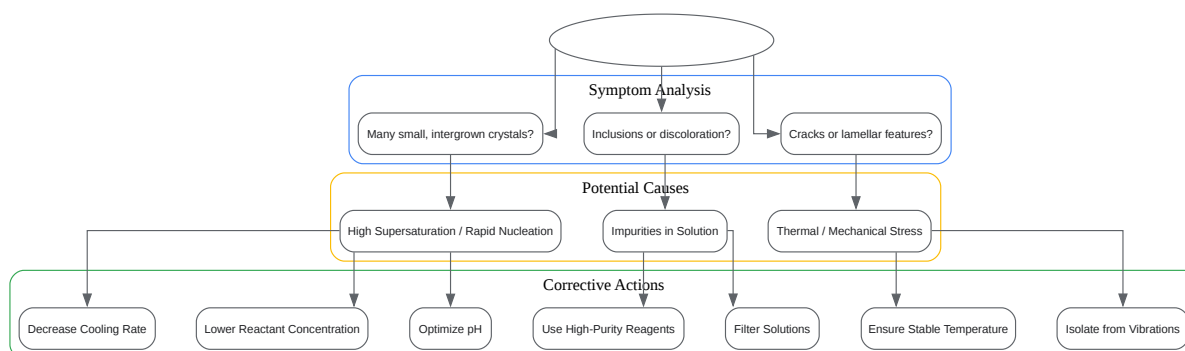 Symptom Analysis
Many small, intergrown crystals?
Inclusions or discoloration?
Cracks or lamellar features?
Potential Causes
High Supersaturation / Rapid Nucleation
Impurities in Solution
Thermal / Mechanical Stress
Corrective Actions
Decrease Cooling Rate
Lower Reactant Concentration
Optimize pH
Use High-Purity Reagents
Filter Solutions
Ensure Stable Temperature
Isolate from Vibrations